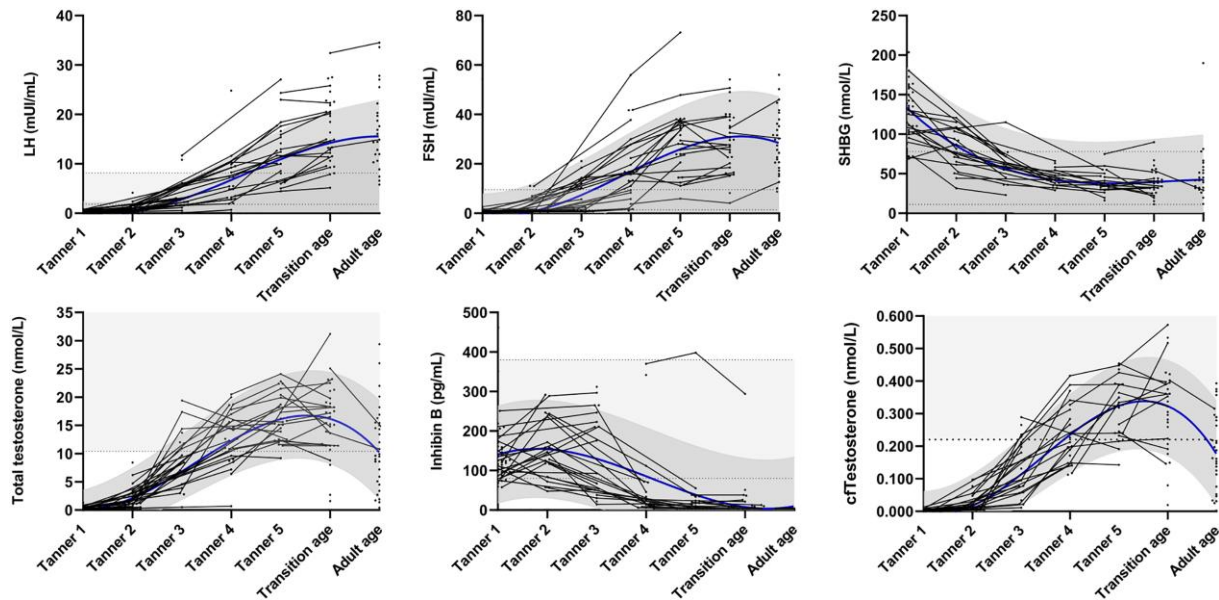 LH (mUI/mL)
40
30
20
10
0
Tanner 1
Tanner 2
Tanner 3
Tanner 4
Tanner 5
Transition age
Adult age
FSH (mUI/mL)
80
60
40
20
0
Tanner 1
Tanner 2
Tanner 3
Tanner 4
Tanner 5
Transition age
Adult age
SHBG (nmol/L)
250
200
150
100
50
0
Tanner 1
Tanner 2
Tanner 3
Tanner 4
Tanner 5
Transition age
Adult age
Total testosterone (nmol/L)
35
30
25
20
15
10
5
0
Tanner 1
Tanner 2
Tanner 3
Tanner 4
Tanner 5
Transition age
Adult age
Inhibin B (pg/mL)
500
400
300
200
100
0
Tanner 1
Tanner 2
Tanner 3
Tanner 4
Tanner 5
Transition age
Adult age
cfTestosterone (nmol/L)
0.600
0.500
0.400
0.300
0.200
0.100
0.000
Tanner 1
Tanner 2
Tanner 3
Tanner 4
Tanner 5
Transition age
Adult age